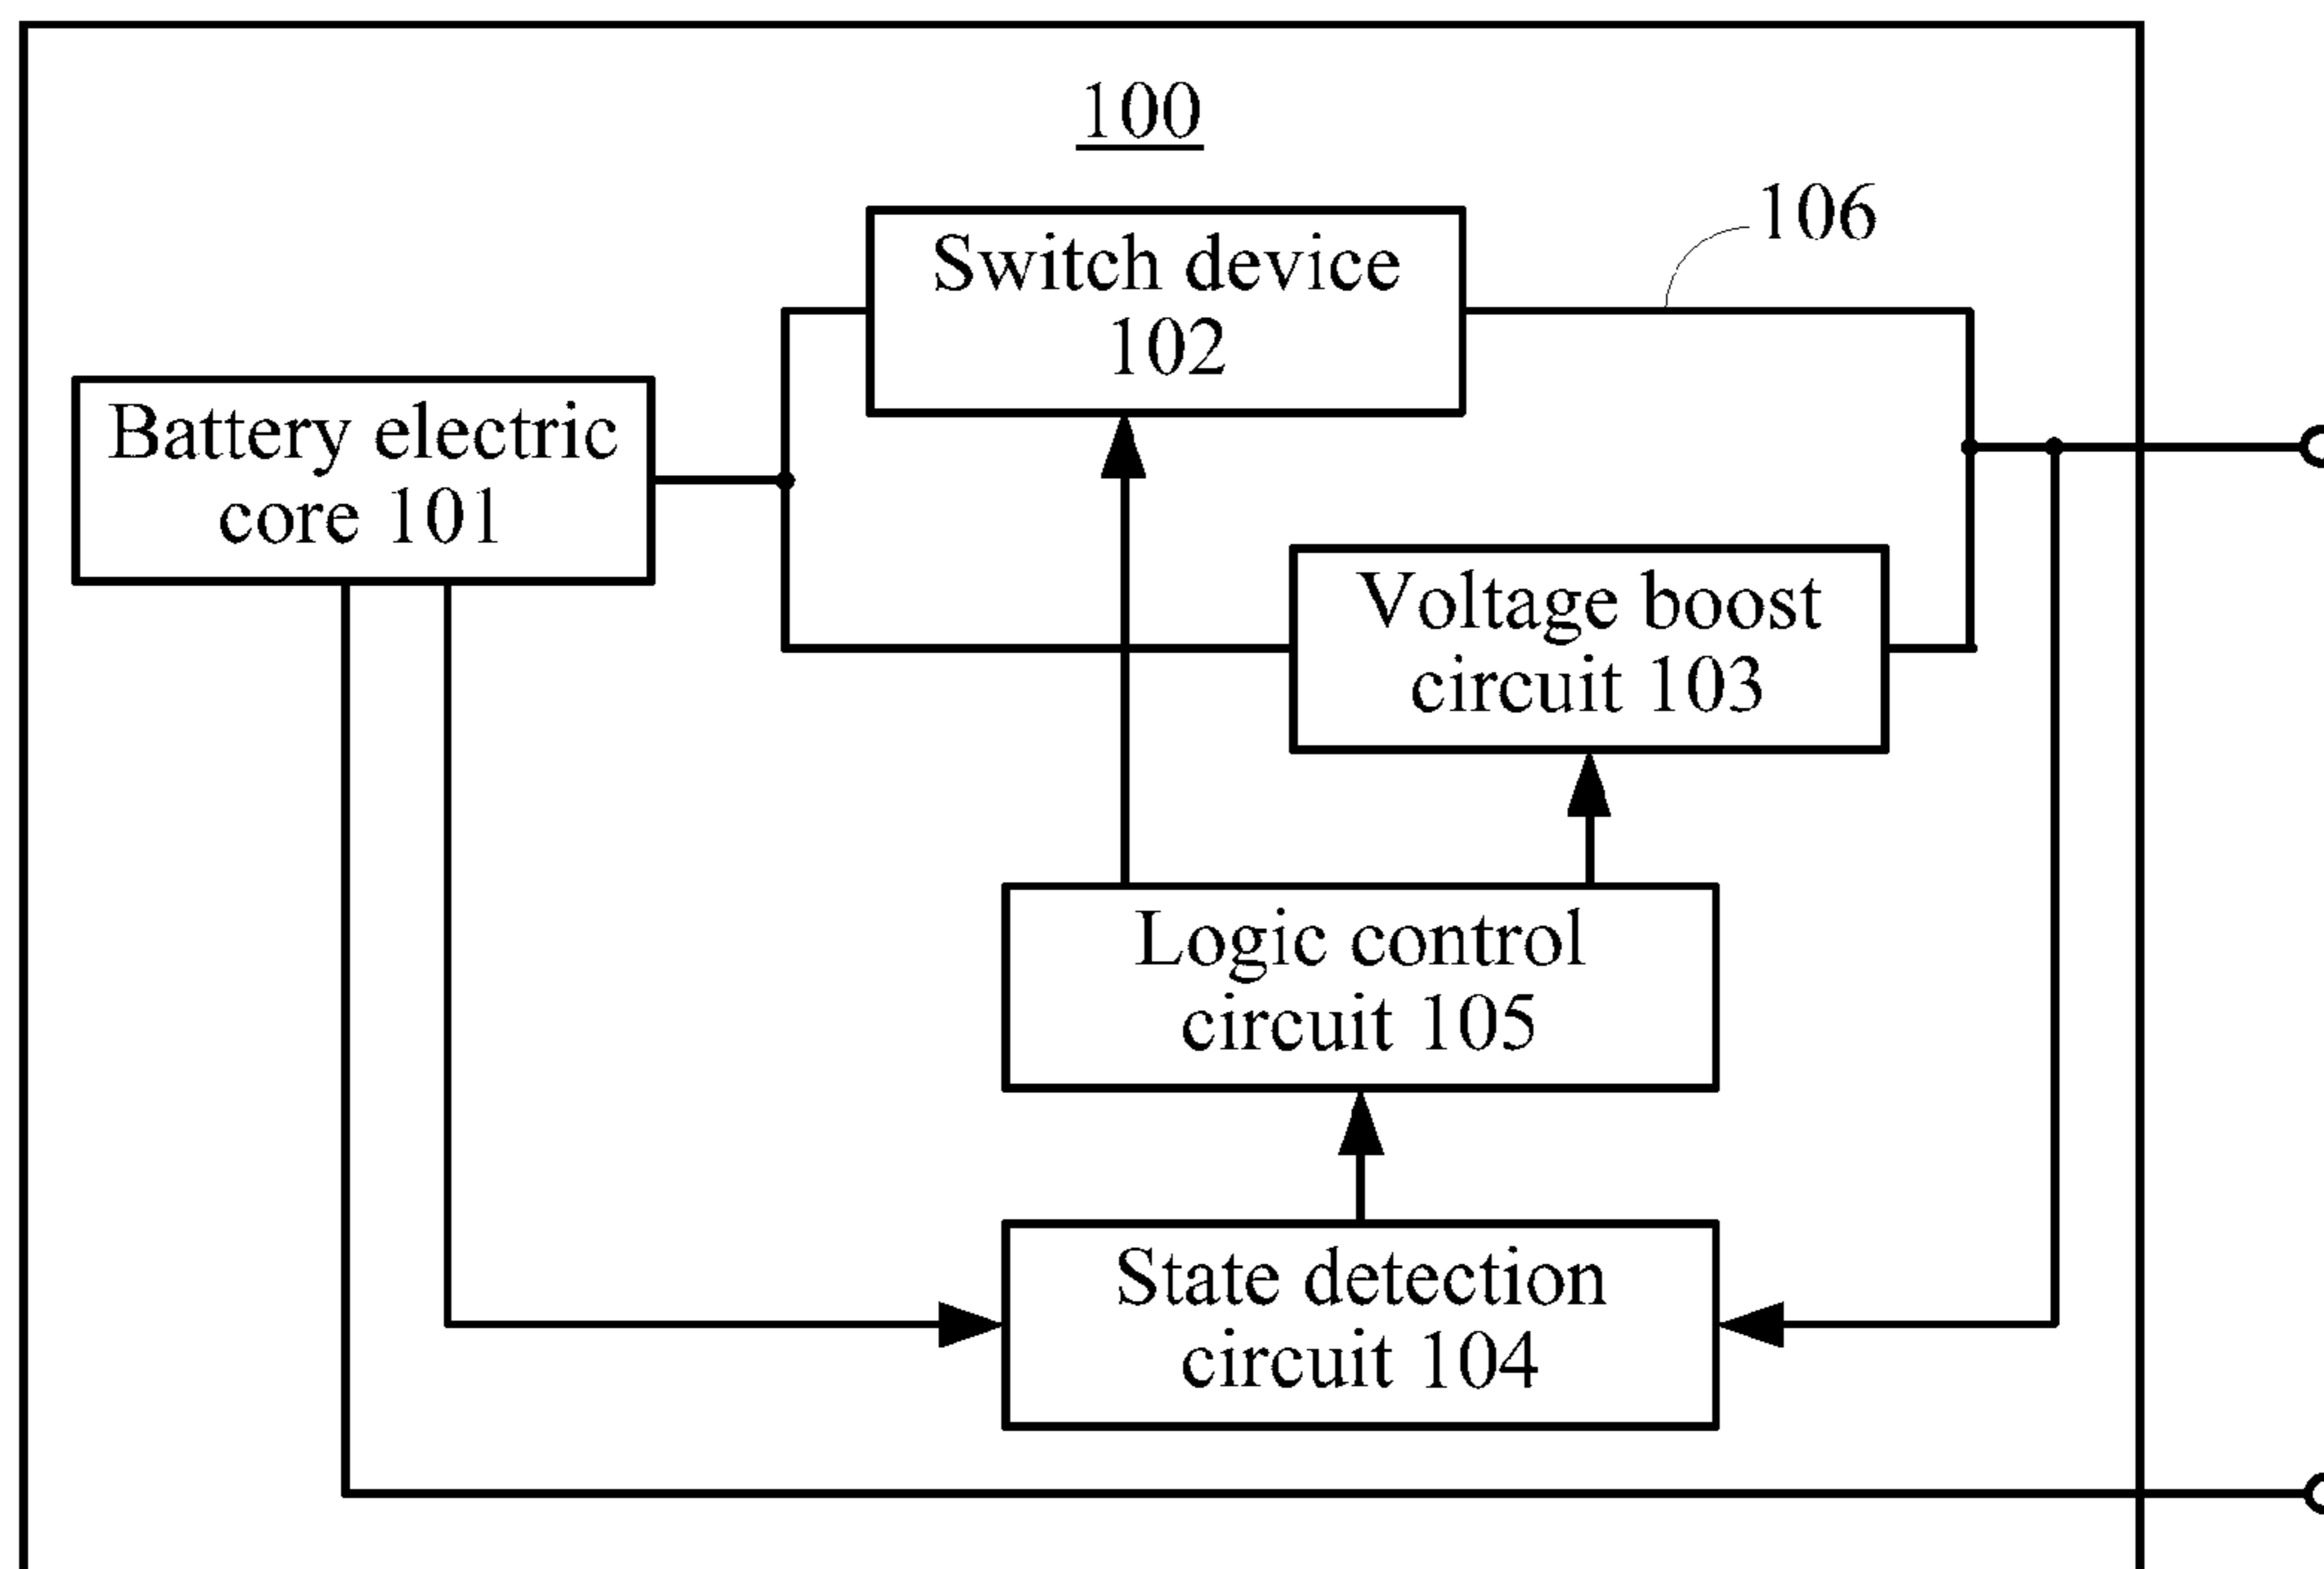 100
106
Switch device
102
Battery electric
core 101
Voltage boost
circuit 103
Logic control
circuit 105
State detection
circuit 104